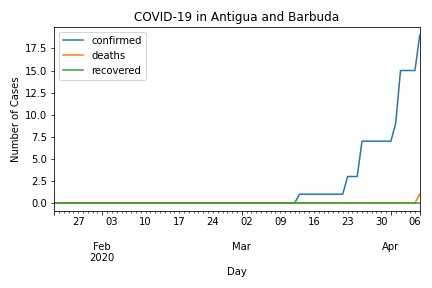 COVID-19 in Antigua and Barbuda
confirmed
deaths
recovered
Number of Cases
17.5
15.0
12.5
10.0
7.5
5.0
2.5
0.0
27 03 10 17 24 02 09 16 23 30 06
Feb Mar Apr
2020
Day